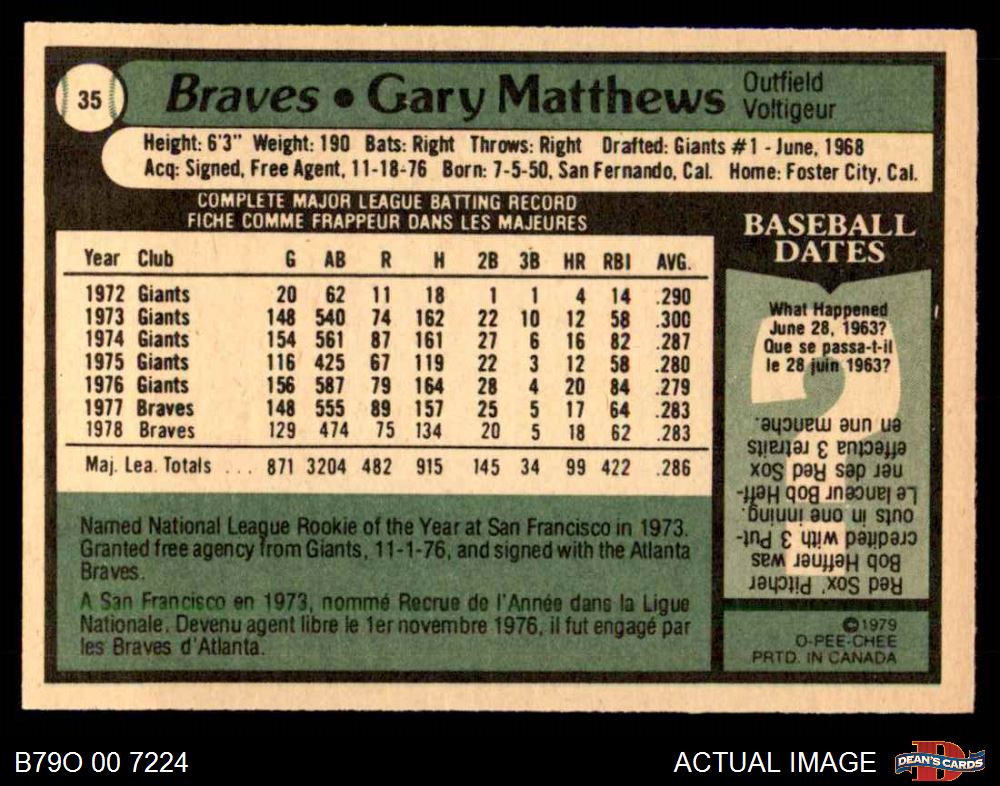 35
Braves • Gary Matthews
Outfield
Voltigeur
Height: 6'3" Weight: 190 Bats: Right Throws: Right Drafted: Giants #1 - June, 1968
Acq: Signed, Free Agent, 11-18-76 Born: 7-5-50, San Fernando, Cal. Home: Foster City, Cal.
COMPLETE MAJOR LEAGUE BATTING RECORD
FICHE COMME FRAPPEUR DANS LES MAJEURES
Year Club G AB R H 2B 3B HR RBI AVG.
1972 Giants 20 62 11 18 1 1 4 14 .290
1973 Giants 148 540 74 162 22 10 12 58 .300
1974 Giants 154 561 87 161 27 6 16 82 .287
1975 Giants 116 425 67 119 22 3 12 58 .280
1976 Giants 156 587 79 164 28 4 20 84 .279
1977 Braves 148 555 89 157 25 5 17 64 .283
1978 Braves 129 474 75 134 20 5 18 62 .283
Maj. Lea. Totals ... 871 3204 482 915 145 34 99 422 .286
Named National League Rookie of the Year at San Francisco in 1973.
Granted free agency from Giants, 11-1-76, and signed with the Atlanta
Braves.
A San Francisco en 1973, nommé Recrue de l'Année dans la Ligue
Nationale. Devenu agent libre le 1er novembre 1976, il fut engagé par
les Braves d'Atlanta.
BASEBALL
DATES
What Happened
June 28, 1963?
Que se passa-t-il
le 28 juin 1963?
Red Sox' Pitcher
Bob Heffner was
credited with 3 Put-
outs in one inning.
Le lanceur Bob Heff-
ner des Red Sox
effectua 3 retraits
en une manche.
©1979
O-PEE-CHEE
PRTD. IN CANADA
B79O 00 7224
ACTUAL IMAGE
DEAN'S CARDS